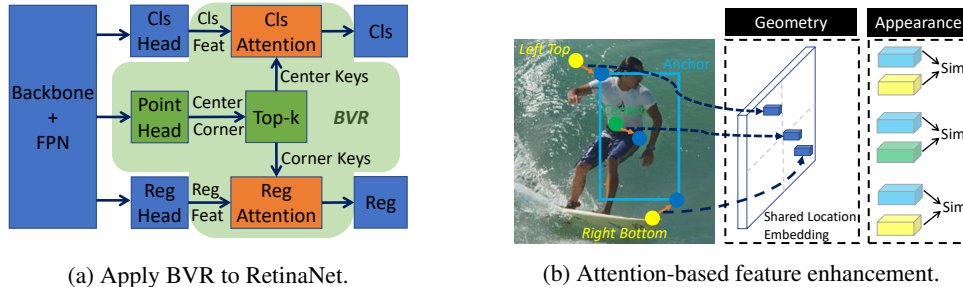 Backbone
+
FPN
Cls
Head
Cls
Feat
Cls
Attention
Cls
Center Keys
Point
Head
Center
Corner
Top-k
BVR
Corner Keys
Reg
Head
Reg
Feat
Reg
Attention
Reg
(a) Apply BVR to RetinaNet.
Left Top
Anchor
Center
Right Bottom
Geometry
Shared Location
Embedding
Appearance
Sim
Sim
Sim
(b) Attention-based feature enhancement.